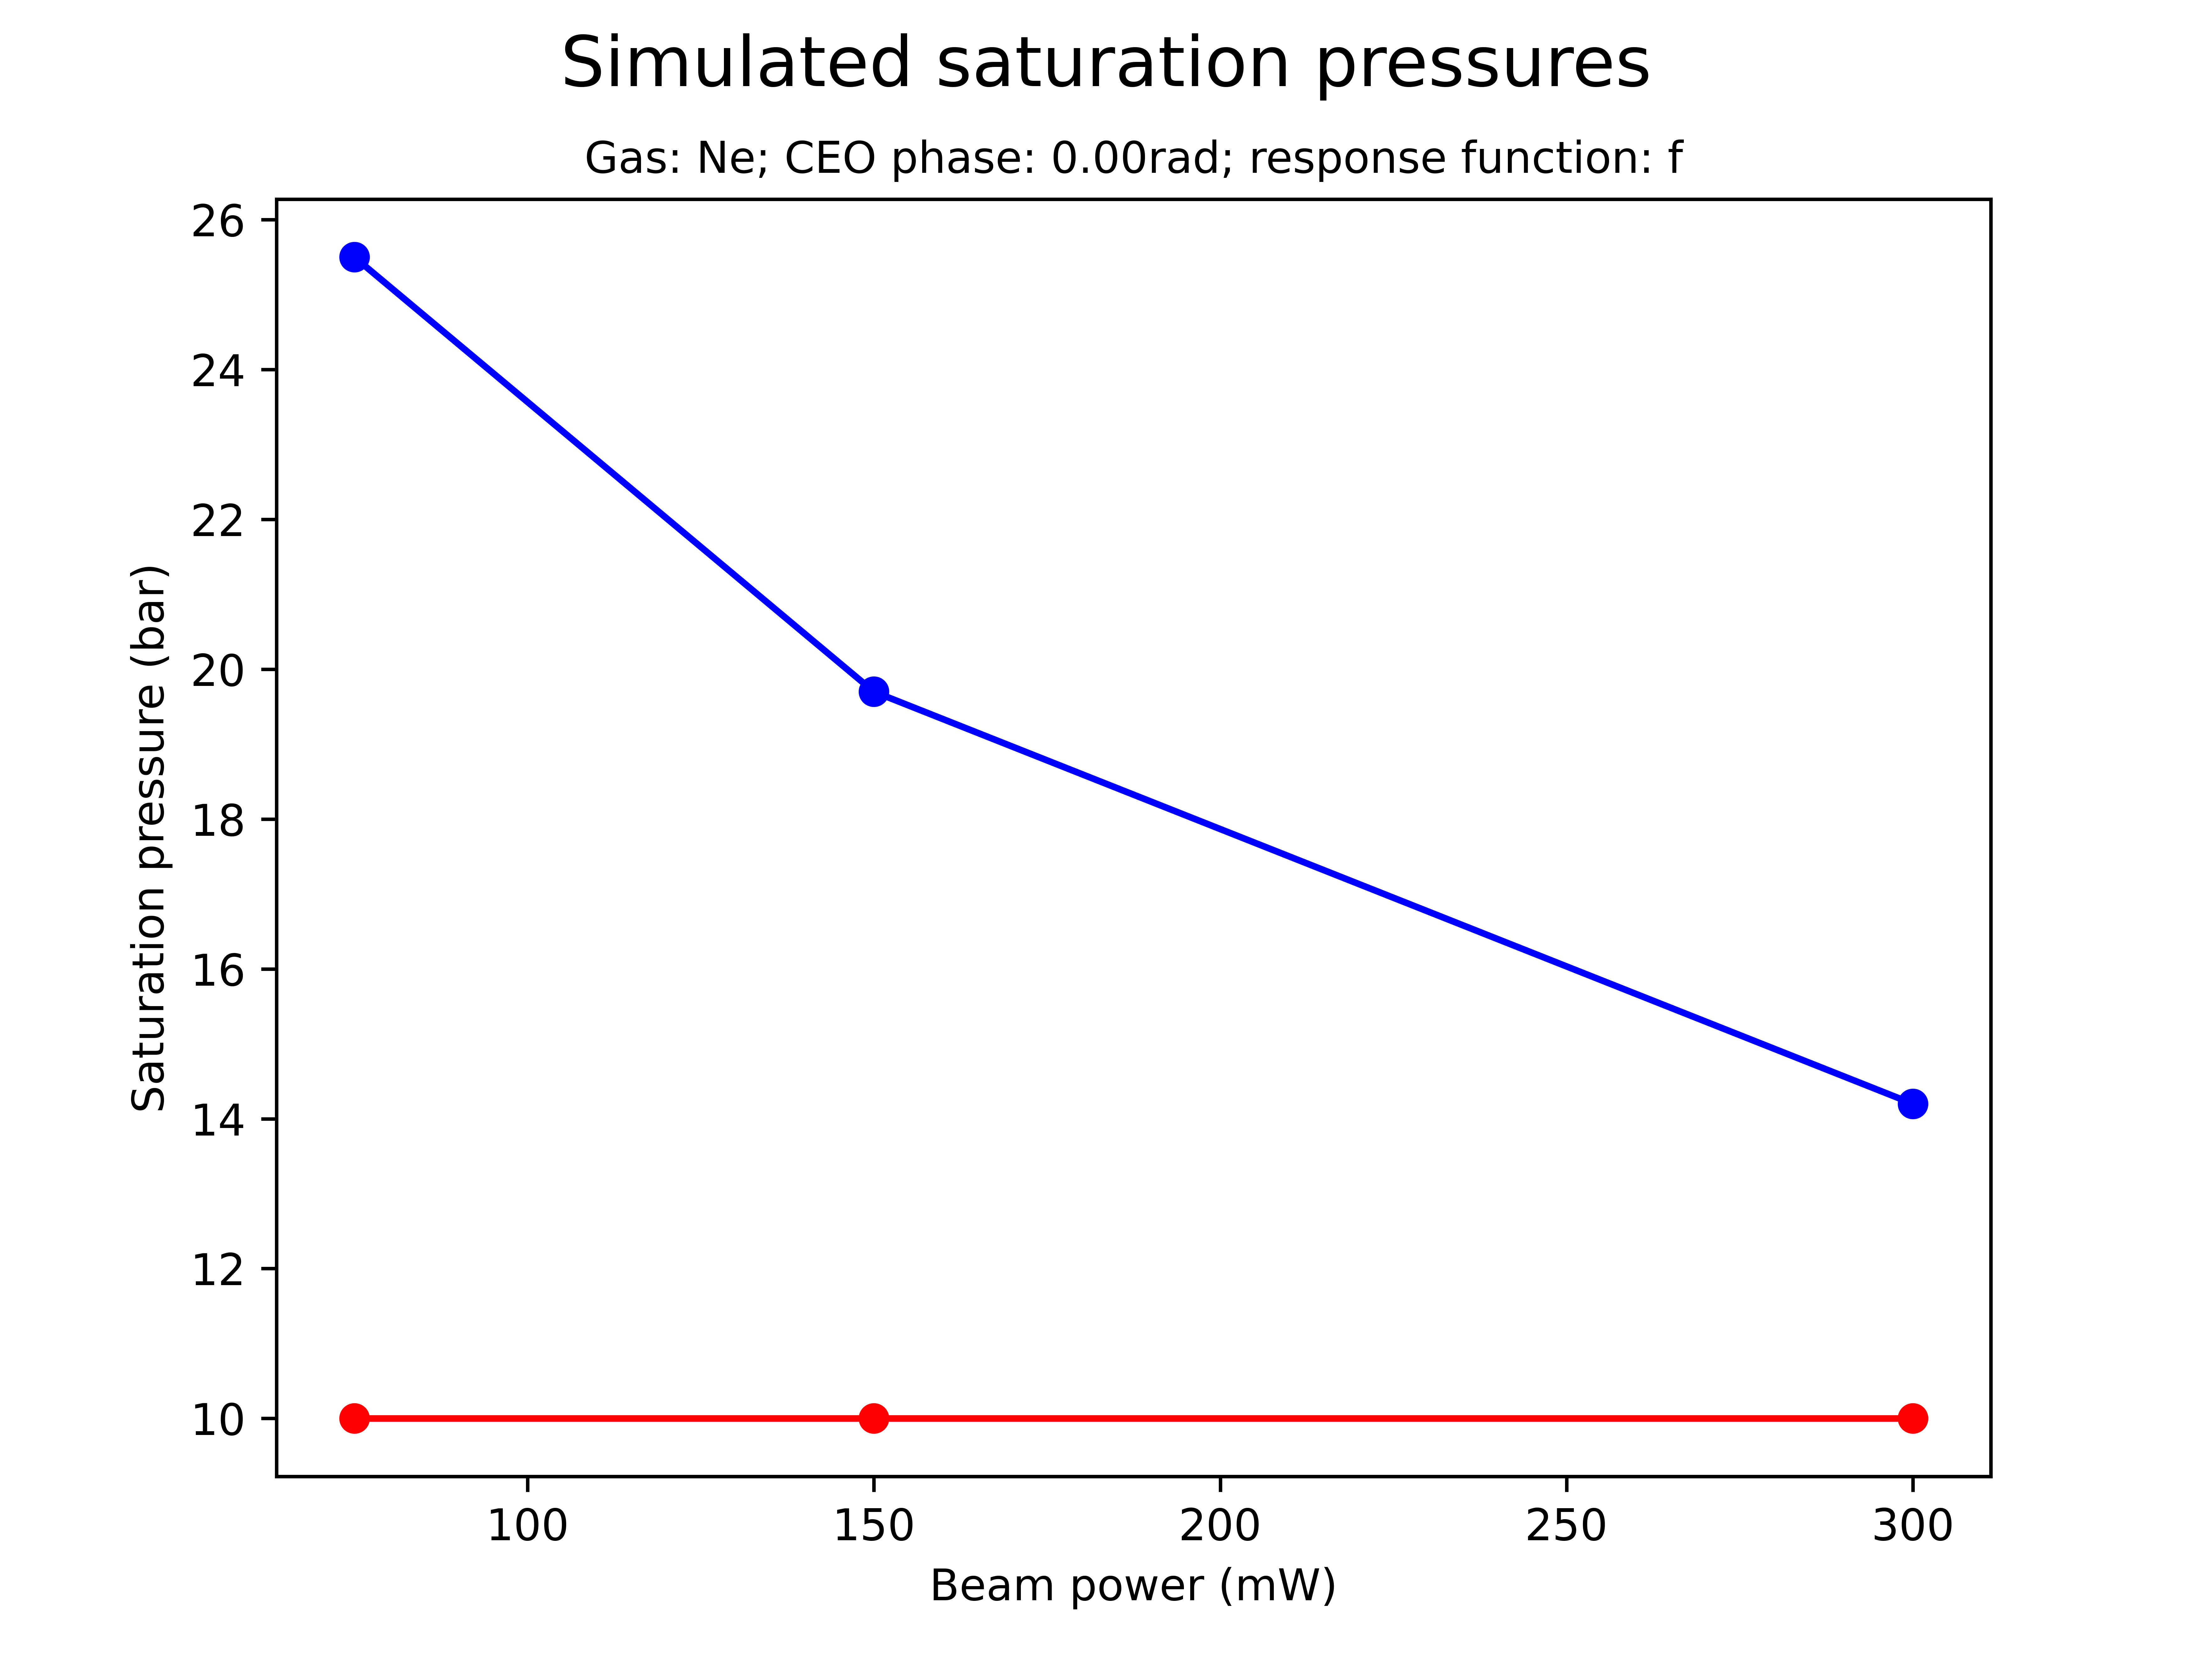 Simulated saturation pressures
Gas: Ne; CEO phase: 0.00rad; response function: f
26
24
22
20
18
16
14
12
10
Saturation pressure (bar)
100 150 200 250 300
Beam power (mW)